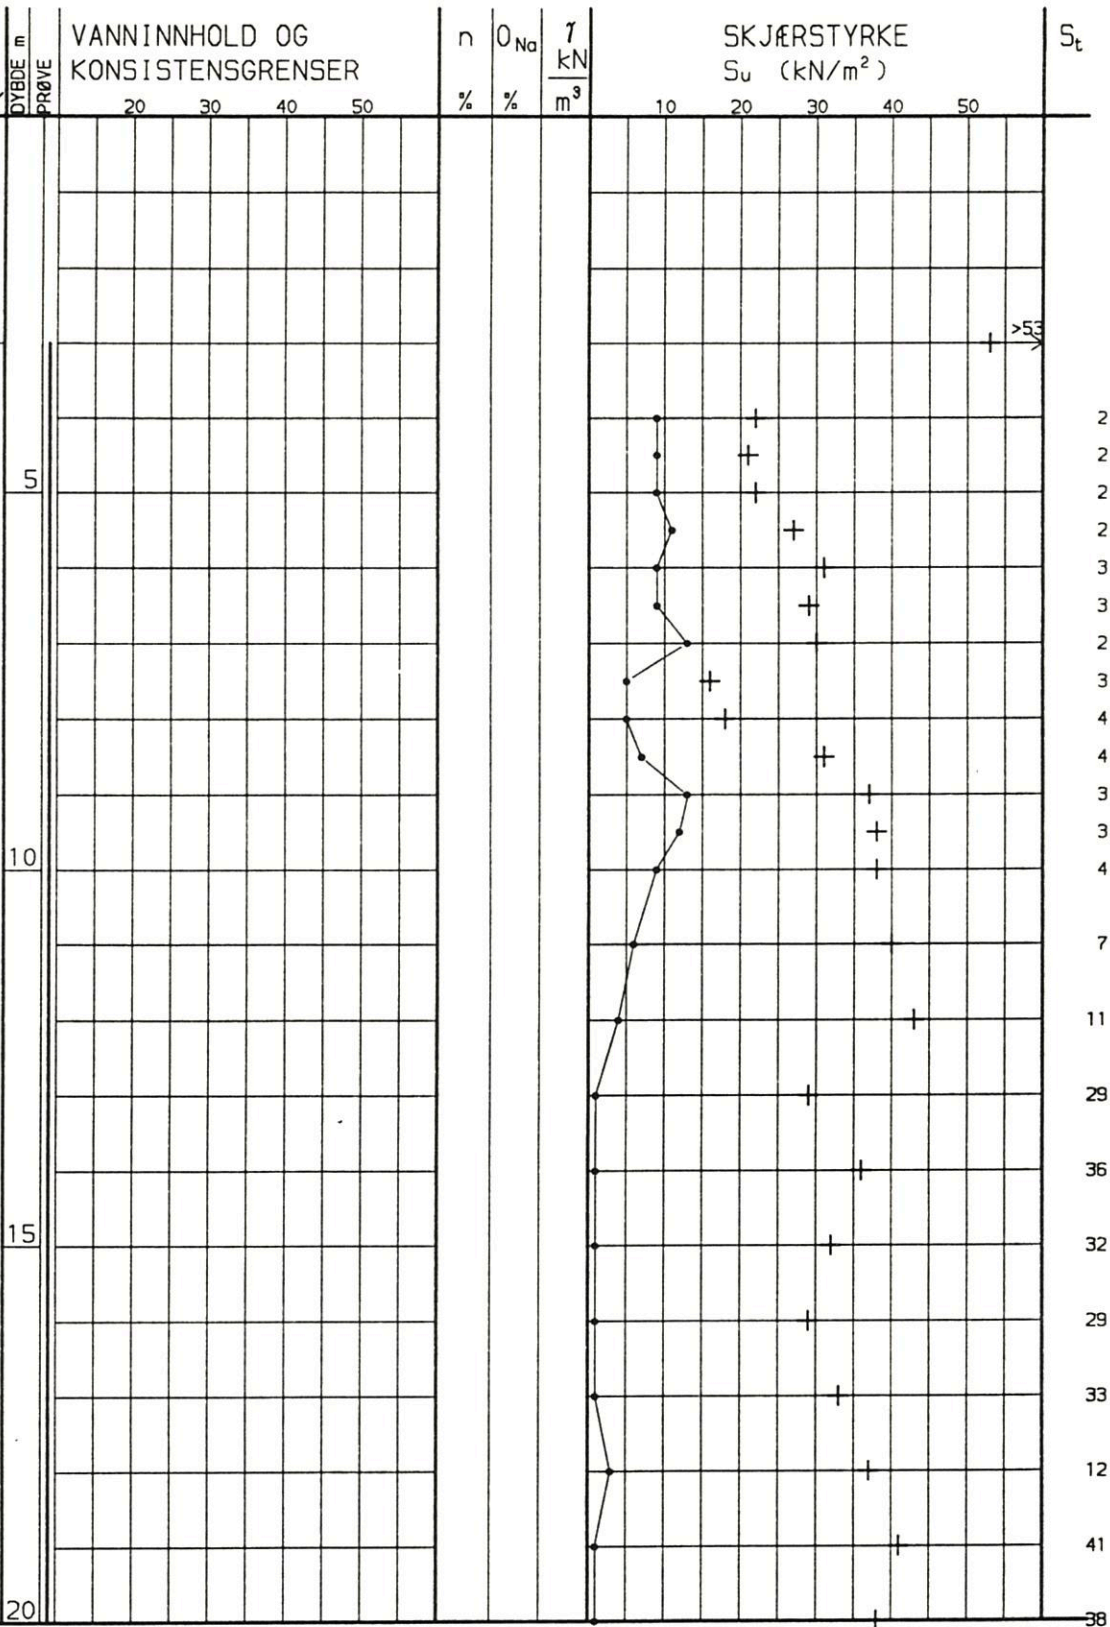 DYBDE m
PRØVE
VANNINNHOLD OG
KONSISTENSGRENSER
20 30 40 50
n
%
O Na
%
γ
kN
m³
SKJÆRSTYRKE
Su (kN/m²)
10 20 30 40 50
St
>53
2
2
5
2
2
3
3
2
3
4
4
3
3
10
4
7
11
29
36
15
32
29
33
12
41
20
38